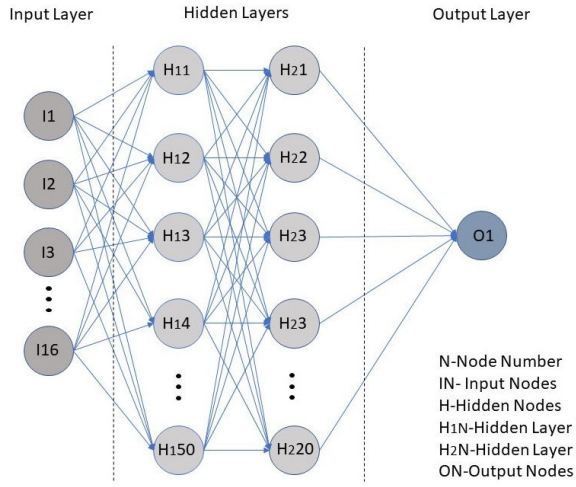 Input Layer
Hidden Layers
Output Layer
I1
I2
I3
I16
H11
H12
H13
H14
H150
H21
H22
H23
H23
H220
O1
N-Node Number
IN- Input Nodes
H-Hidden Nodes
H1N-Hidden Layer
H2N-Hidden Layer
ON-Output Nodes